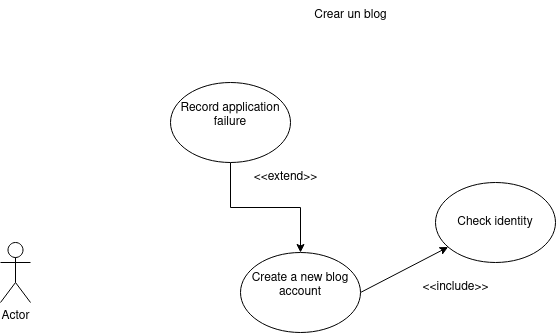 Crear un blog
Record application
failure
<<extend>>
Check identity
Create a new blog
account
<<include>>
Actor